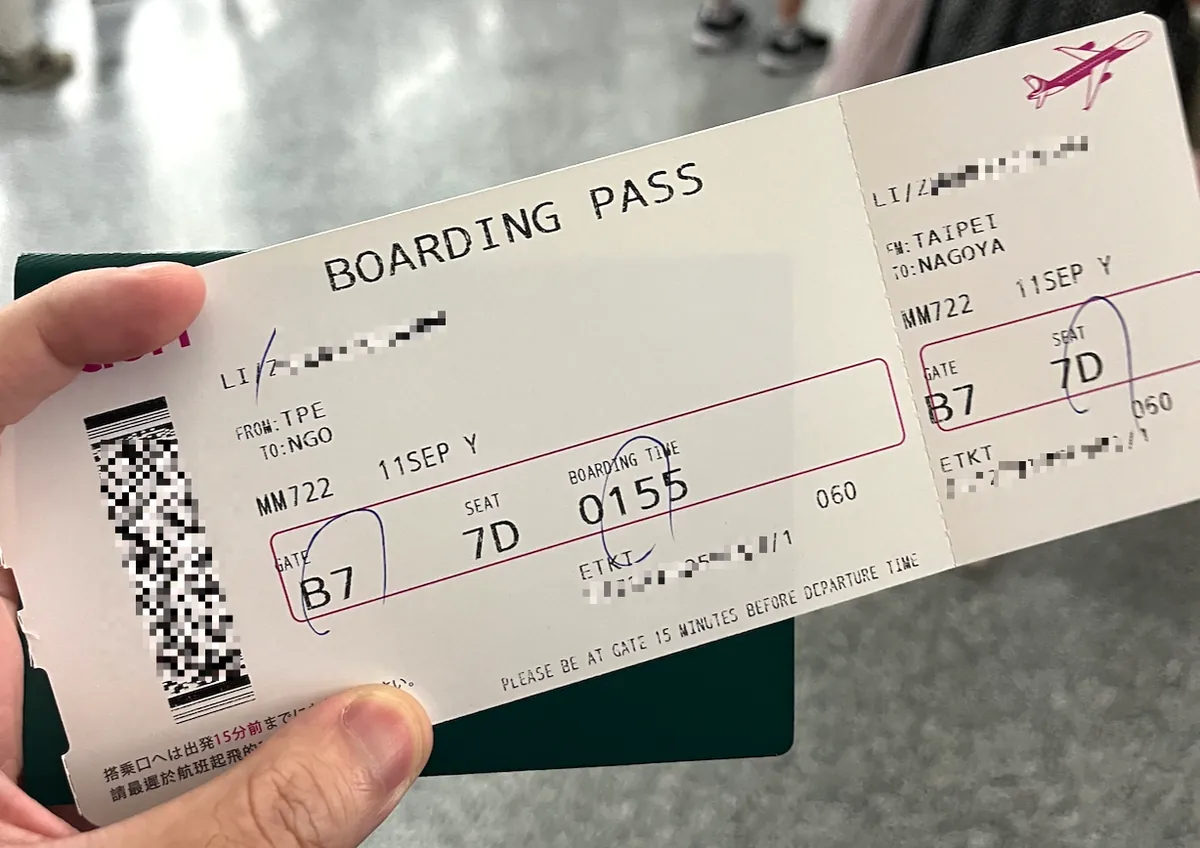 BOARDING PASS
LI/Z
FROM:TPE
TO:NGO
MM722 11SEP Y
GATE SEAT BOARDING TIME
B7 7D 0155
060
ETKT
/1
PLEASE BE AT GATE 15 MINUTES BEFORE DEPARTURE TIME
搭乗口へは出発15分前までに
請最遲於航班起飛的
LI/Z
FM:TAIPEI
TO:NAGOYA
MM722 11SEP Y
GATE SEAT
B7 7D
060
ETKT
/1